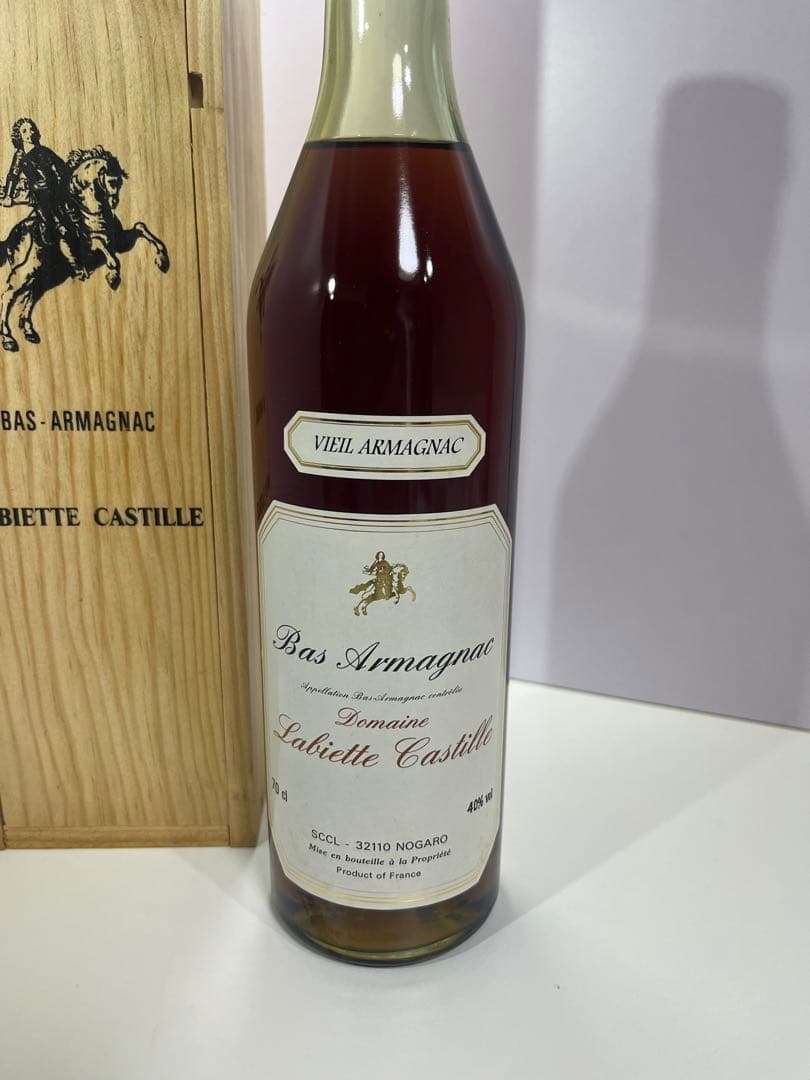 BAS-ARMAGNAC
BIETTE CASTILLE
VIEIL ARMAGNAC
Bas Armagnac
Appellation Bas-Armagnac contrôlée
Domaine
Labiette Castille
70 cl
40% vol
SCCL - 32110 NOGARO
Mise en bouteille à la Propriété
Product of France